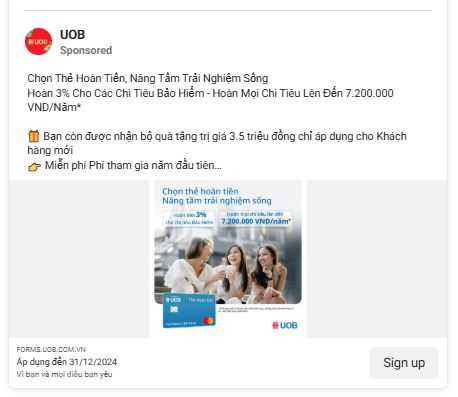 UOB
UOB
Sponsored
Chọn Thẻ Hoàn Tiền, Nâng Tầm Trải Nghiệm Sống
Hoàn 3% Cho Các Chi Tiêu Bảo Hiểm - Hoàn Mọi Chi Tiêu Lên Đến 7.200.000
VND/Năm*
🎁 Bạn còn được nhận bộ quà tặng trị giá 3.5 triệu đồng chỉ áp dụng cho Khách
hàng mới
👉 Miễn phí Phí tham gia năm đầu tiên...
Chọn thẻ hoàn tiền
Nâng tầm trải nghiệm sống
Hoàn tiền 3%
cho chi tiêu Bảo Hiểm
Hoàn mọi chi tiêu lên đến
7.200.000 VND/năm*
UOB
Thẻ Hoàn tiền
UOB
FORMS.UOB.COM.VN
Áp dụng đến 31/12/2024
Vì bạn và mọi điều bạn yêu
Sign up